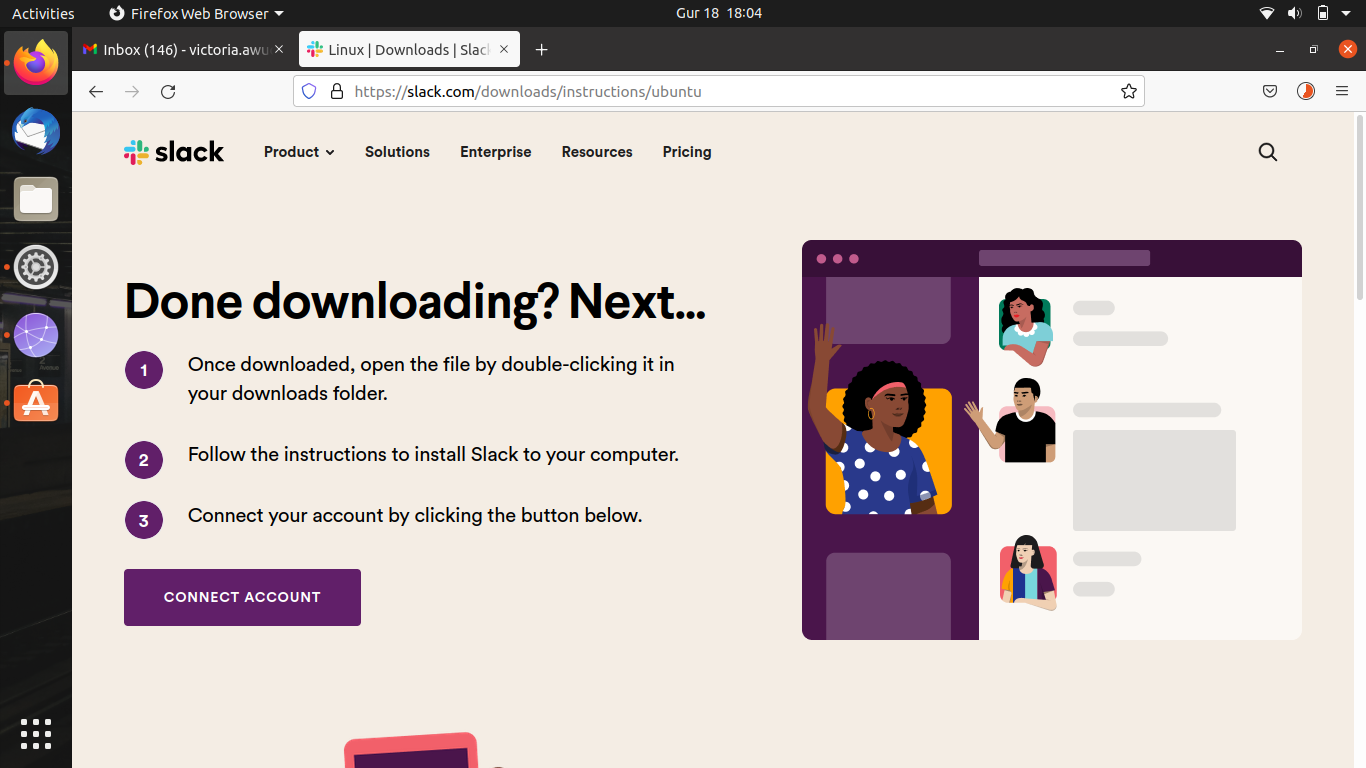 Activities
Firefox Web Browser
Gur 18 18:04
Inbox (146) - victoria.awu
Linux | Downloads | Slack
https://slack.com/downloads/instructions/ubuntu
slack
Product
Solutions
Enterprise
Resources
Pricing
Done downloading? Next...
1
Once downloaded, open the file by double-clicking it in
your downloads folder.
2
Follow the instructions to install Slack to your computer.
3
Connect your account by clicking the button below.
CONNECT ACCOUNT